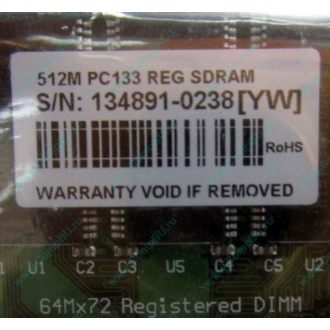 512M PC133 REG SDRAM
S/N: 134891-0238[YW]
RoHS
WARRANTY VOID IF REMOVED
U1 C2 C3 U5 C4 C5 U2
64Mx72 Registered DIMM